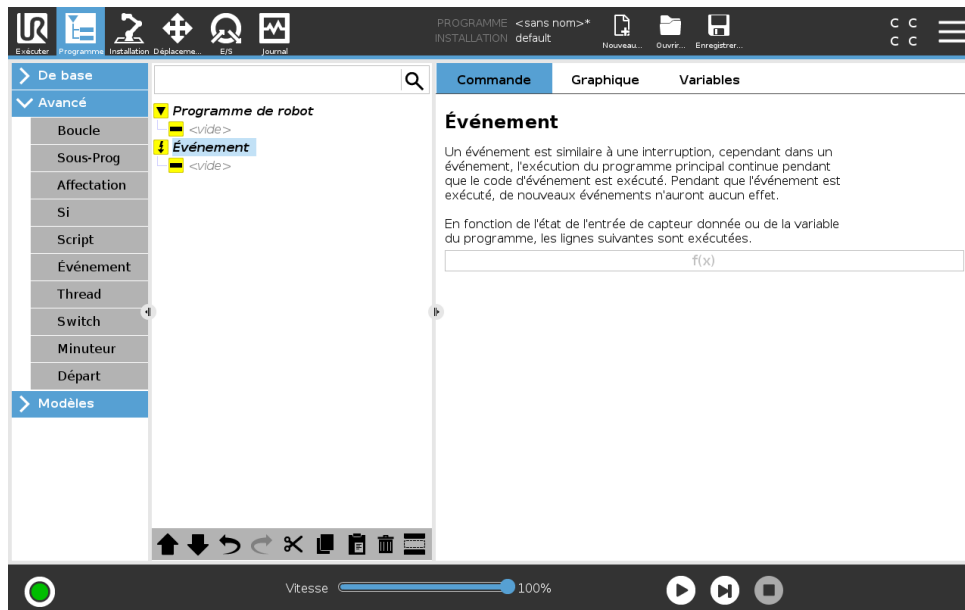 UR
Exécuter
Programme
Installation
Déplaceme...
E/S
Journal
PROGRAMME <sans nom>*
INSTALLATION default
Nouveau...
Ouvrir...
Enregistrer...
C C
C C
De base
Avancé
Boucle
Sous-Prog
Affectation
Si
Script
Événement
Thread
Switch
Minuteur
Départ
Modèles
Programme de robot
<vide>
Événement
<vide>
Commande
Graphique
Variables
Événement
Un événement est similaire à une interruption, cependant dans un
événement, l'exécution du programme principal continue pendant
que le code d'événement est exécuté. Pendant que l'événement est
exécuté, de nouveaux événements n'auront aucun effet.
En fonction de l'état de l'entrée de capteur donnée ou de la variable
du programme, les lignes suivantes sont exécutées.
f(x)
Vitesse
100%